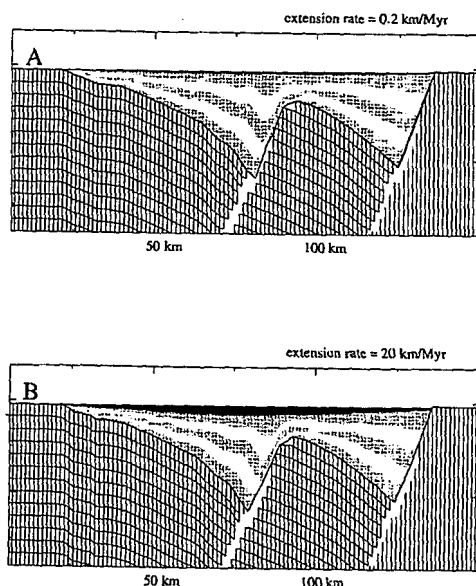 extension rate = 0.2 km/Myr
A
50 km
100 km
extension rate = 20 km/Myr
B
50 km
100 km